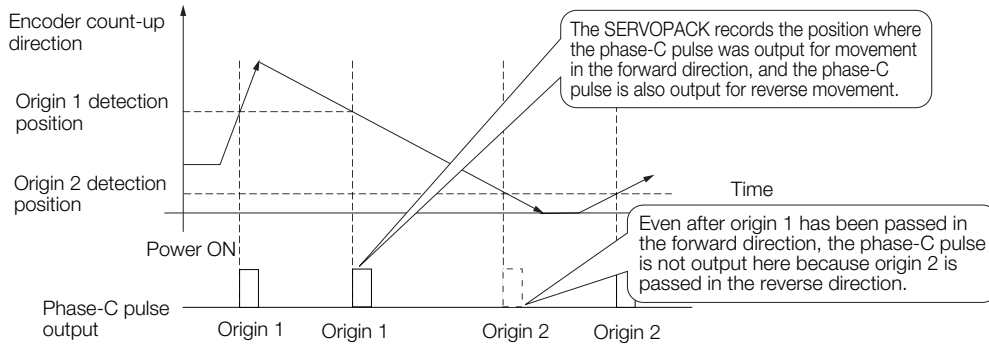 Encoder count-up
direction
The SERVOPACK records the position where
the phase-C pulse was output for movement
in the forward direction, and the phase-C
pulse is also output for reverse movement.
Origin 1 detection
position
Origin 2 detection
position
Time
Power ON
Even after origin 1 has been passed in
the forward direction, the phase-C pulse
is not output here because origin 2 is
passed in the reverse direction.
Phase-C pulse
output
Origin 1
Origin 1
Origin 2
Origin 2